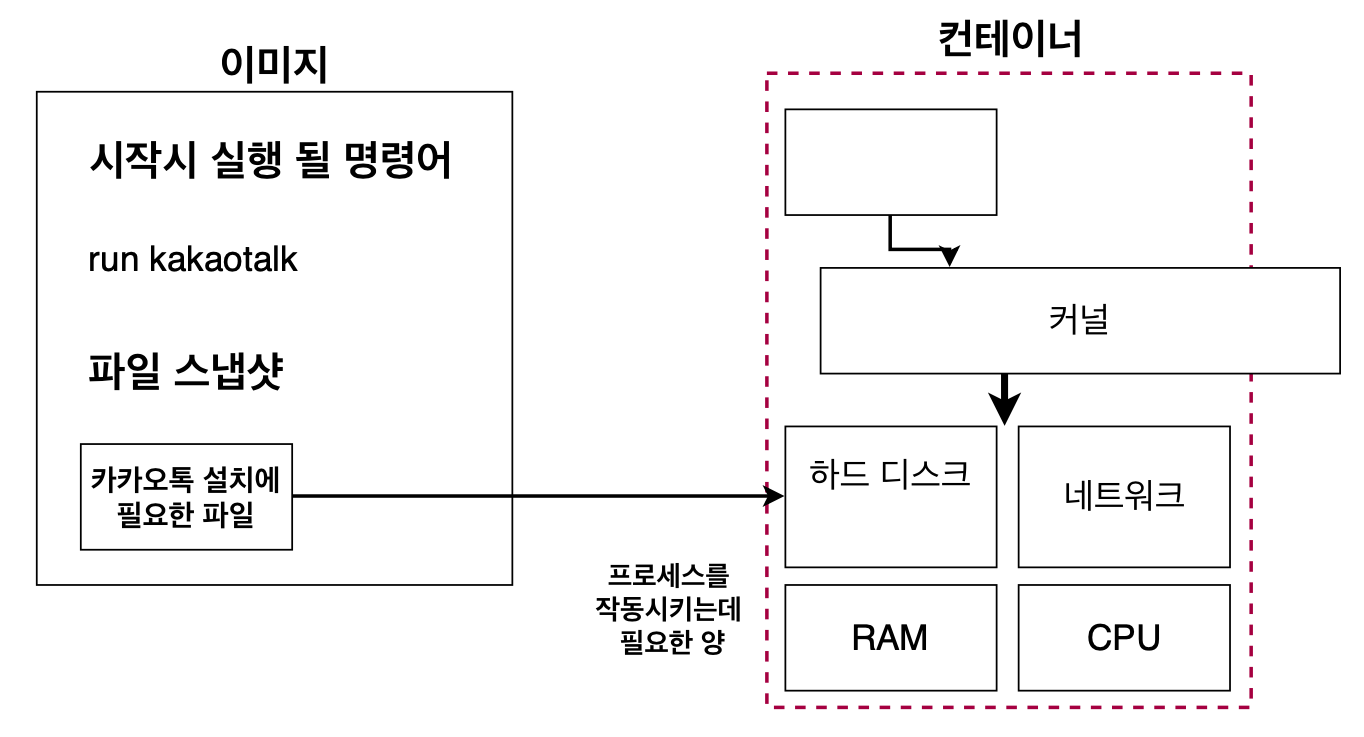 이미지
시작시 실행 될 명령어
run kakaotalk
파일 스냅샷
카카오톡 설치에
필요한 파일
컨테이너
커널
하드 디스크
네트워크
프로세스를
작동시키는데
필요한 양
RAM
CPU